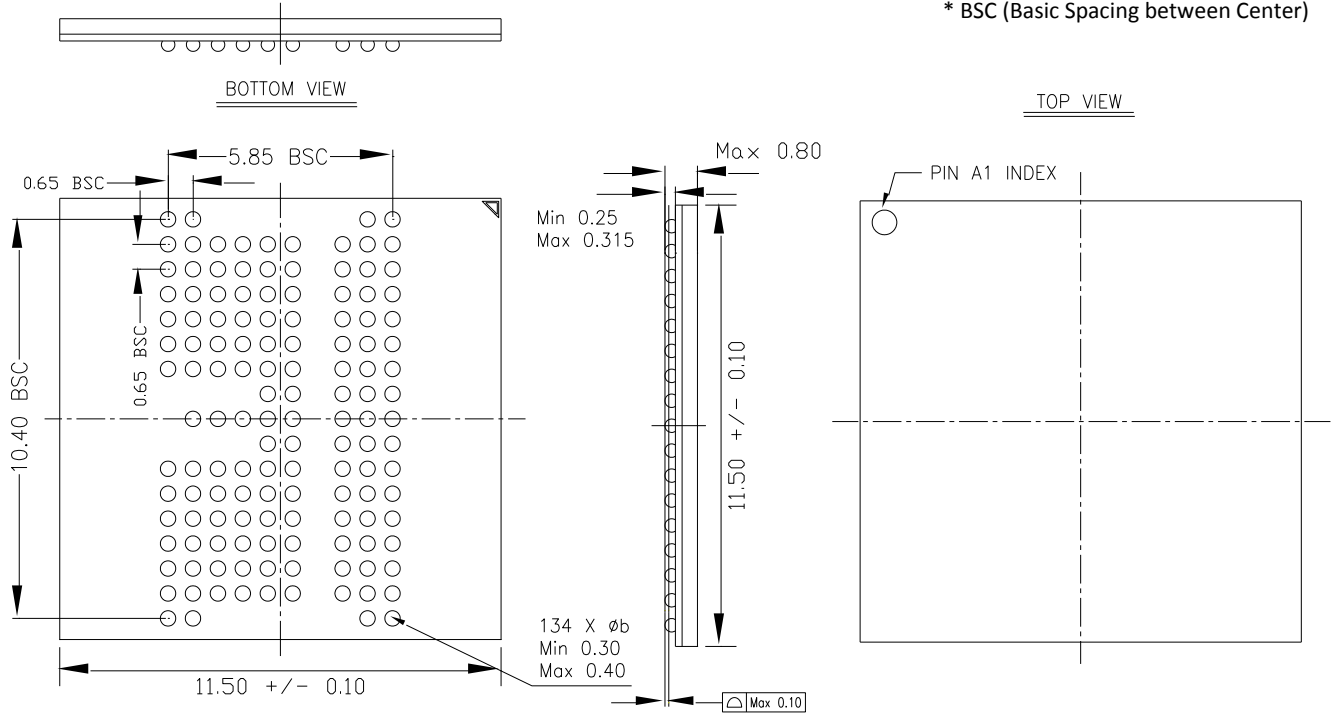 * BSC (Basic Spacing between Center)
BOTTOM VIEW
TOP VIEW
5.85 BSC
Max 0.80
0.65 BSC
PIN A1 INDEX
Min 0.25
Max 0.315
0.65 BSC
10.40 BSC
11.50 +/- 0.10
134 X øb
Min 0.30
Max 0.40
11.50 +/- 0.10
Max 0.10